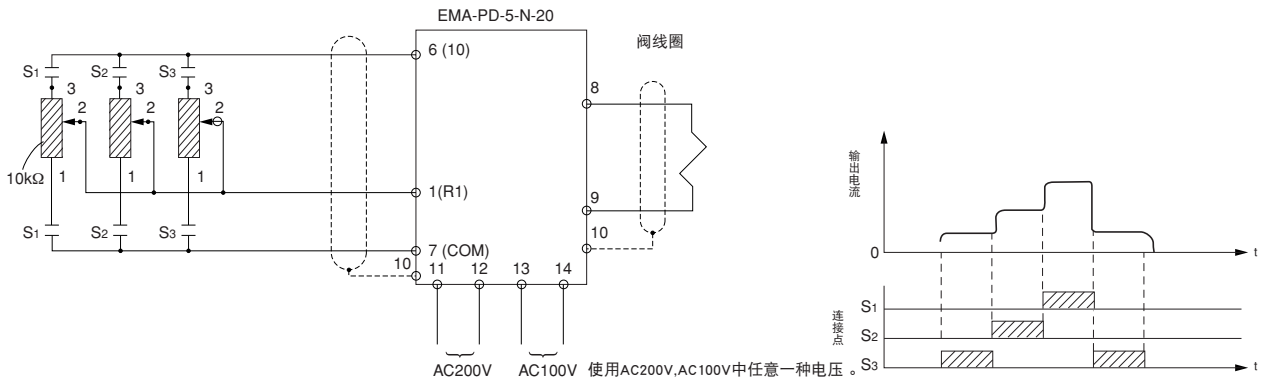 EMA-PD-5-N-20
阀线圈
6 (10)
S1 S2 S3
3 3 3
2 2 2
8
10kΩ
1 1 1
1(R1)
9
S1 S2 S3
7 (COM)
10
10
11 12 13 14
AC200V AC100V 使用AC200V,AC100V中任意一种电压 。
输出电流
0
t
连接点
S1
S2
S3
t